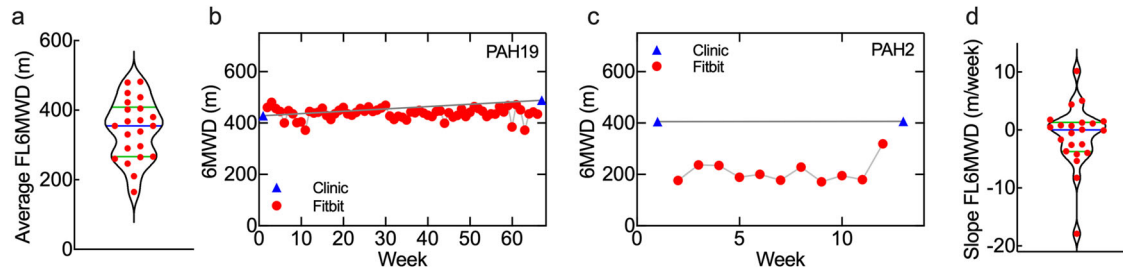 a
Average FL6MWD (m)
600
400
200
0
b
6MWD (m)
600
400
200
0
PAH19
Clinic
Fitbit
0 10 20 30 40 50 60
Week
c
6MWD (m)
600
400
200
0
Clinic
Fitbit
PAH2
0 5 10
Week
d
Slope FL6MWD (m/week)
10
0
-10
-20